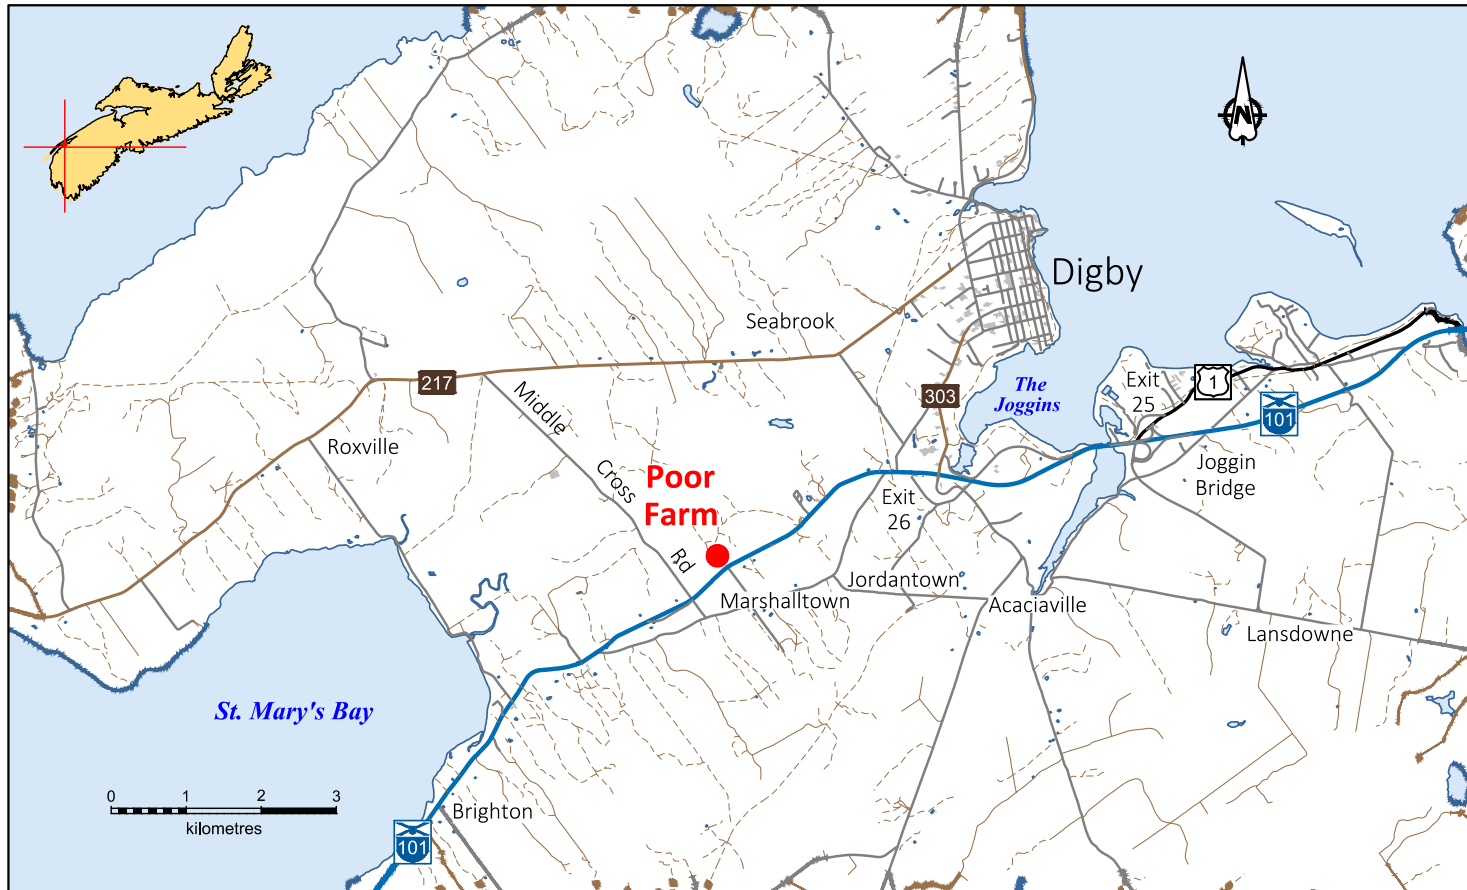 N
Digby
Seabrook
217
Middle
Cross
Rd
Roxville
303
The
Joggins
Exit
25
1
101
Joggin
Bridge
Poor
Farm
Exit
26
Jordantown
Marshalltown
Acaciaville
Lansdowne
St. Mary's Bay
0 1 2 3
kilometres
Brighton
101